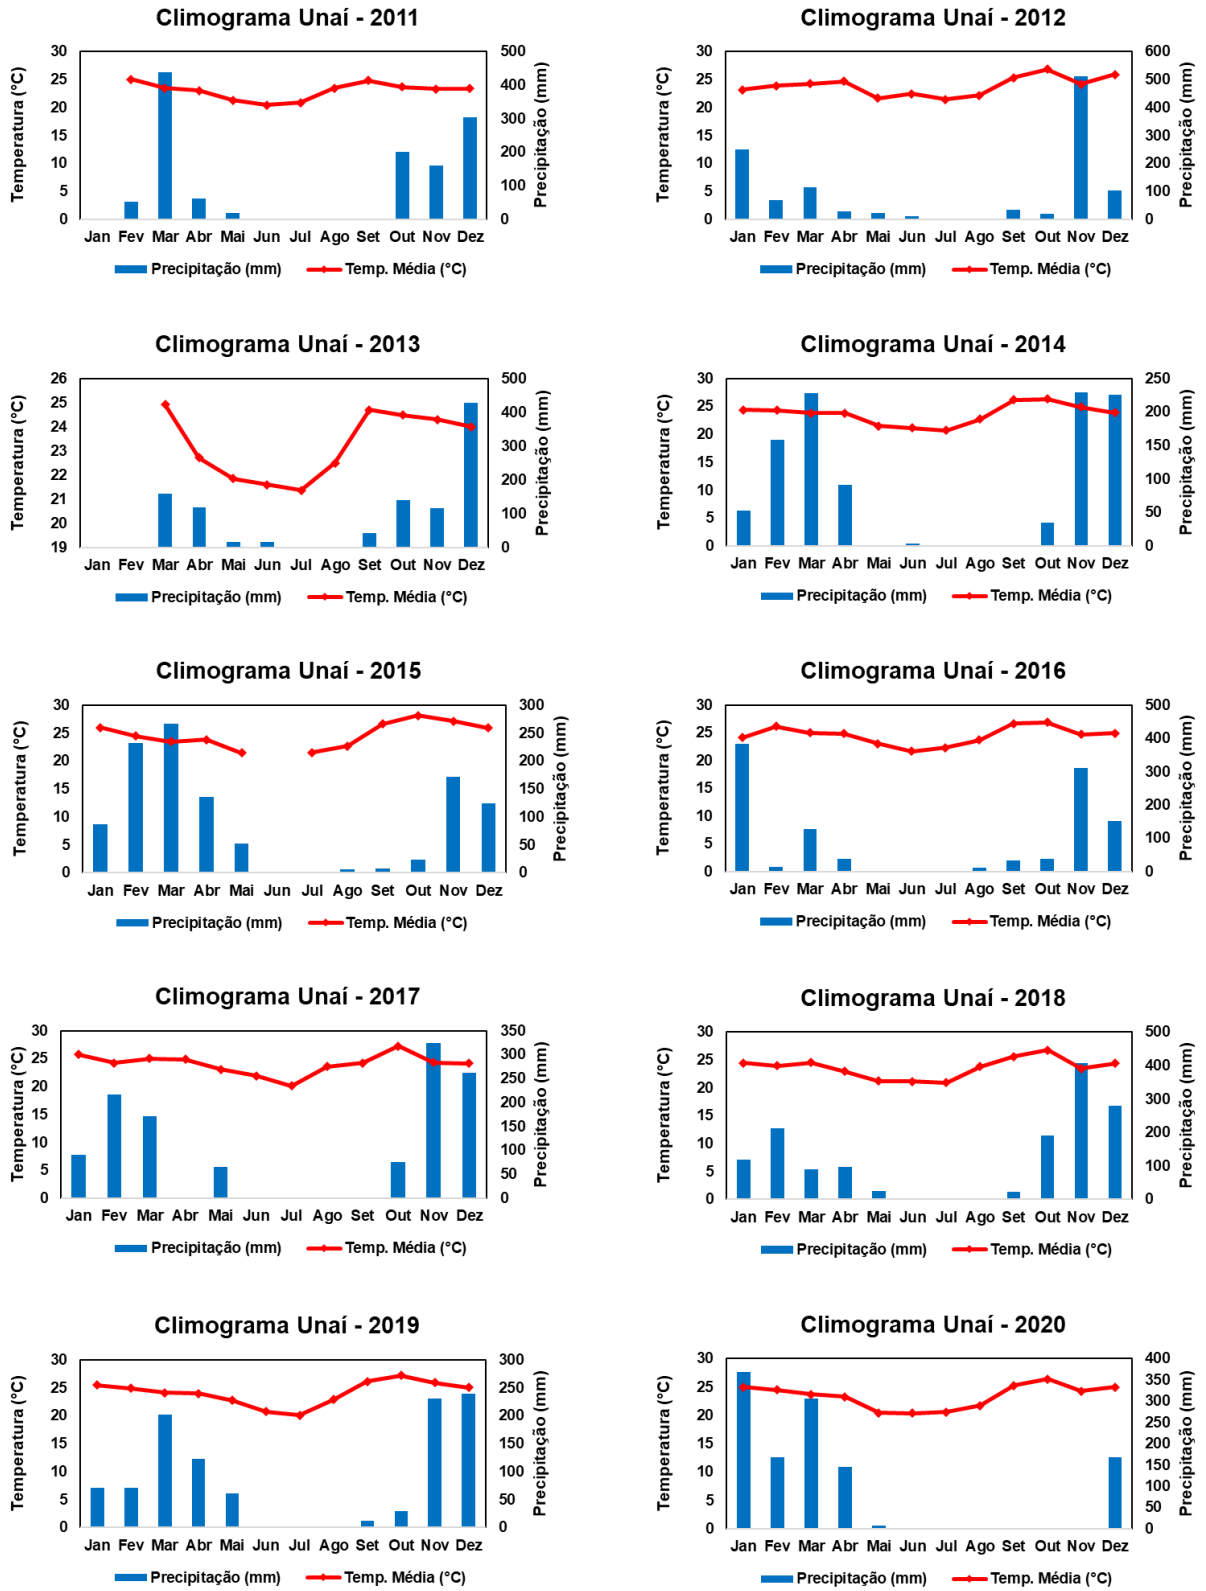 Climograma Unaí - 2011
Temperatura (°C)
30
25
20
15
10
5
0
500
400
300
200
100
0
Precipitação (mm)
Jan Fev Mar Abr Mai Jun Jul Ago Set Out Nov Dez
Precipitação (mm) Temp. Média (°C)
Climograma Unaí - 2012
Temperatura (°C)
30
25
20
15
10
5
0
600
500
400
300
200
100
0
Precipitação (mm)
Jan Fev Mar Abr Mai Jun Jul Ago Set Out Nov Dez
Precipitação (mm) Temp. Média (°C)
Climograma Unaí - 2013
Temperatura (°C)
26
25
24
23
22
21
20
19
500
400
300
200
100
0
Precipitação (mm)
Jan Fev Mar Abr Mai Jun Jul Ago Set Out Nov Dez
Precipitação (mm) Temp. Média (°C)
Climograma Unaí - 2014
Temperatura (°C)
30
25
20
15
10
5
0
250
200
150
100
50
0
Precipitação (mm)
Jan Fev Mar Abr Mai Jun Jul Ago Set Out Nov Dez
Precipitação (mm) Temp. Média (°C)
Climograma Unaí - 2015
Temperatura (°C)
30
25
20
15
10
5
0
300
250
200
150
100
50
0
Precipitação (mm)
Jan Fev Mar Abr Mai Jun Jul Ago Set Out Nov Dez
Precipitação (mm) Temp. Média (°C)
Climograma Unaí - 2016
Temperatura (°C)
30
25
20
15
10
5
0
500
400
300
200
100
0
Precipitação (mm)
Jan Fev Mar Abr Mai Jun Jul Ago Set Out Nov Dez
Precipitação (mm) Temp. Média (°C)
Climograma Unaí - 2017
Temperatura (°C)
30
25
20
15
10
5
0
350
300
250
200
150
100
50
0
Precipitação (mm)
Jan Fev Mar Abr Mai Jun Jul Ago Set Out Nov Dez
Precipitação (mm) Temp. Média (°C)
Climograma Unaí - 2018
Temperatura (°C)
30
25
20
15
10
5
0
500
400
300
200
100
0
Precipitação (mm)
Jan Fev Mar Abr Mai Jun Jul Ago Set Out Nov Dez
Precipitação (mm) Temp. Média (°C)
Climograma Unaí - 2019
Temperatura (°C)
30
25
20
15
10
5
0
300
250
200
150
100
50
0
Precipitação (mm)
Jan Fev Mar Abr Mai Jun Jul Ago Set Out Nov Dez
Precipitação (mm) Temp. Média (°C)
Climograma Unaí - 2020
Temperatura (°C)
30
25
20
15
10
5
0
400
350
300
250
200
150
100
50
0
Precipitação (mm)
Jan Fev Mar Abr Mai Jun Jul Ago Set Out Nov Dez
Precipitação (mm) Temp. Média (°C)